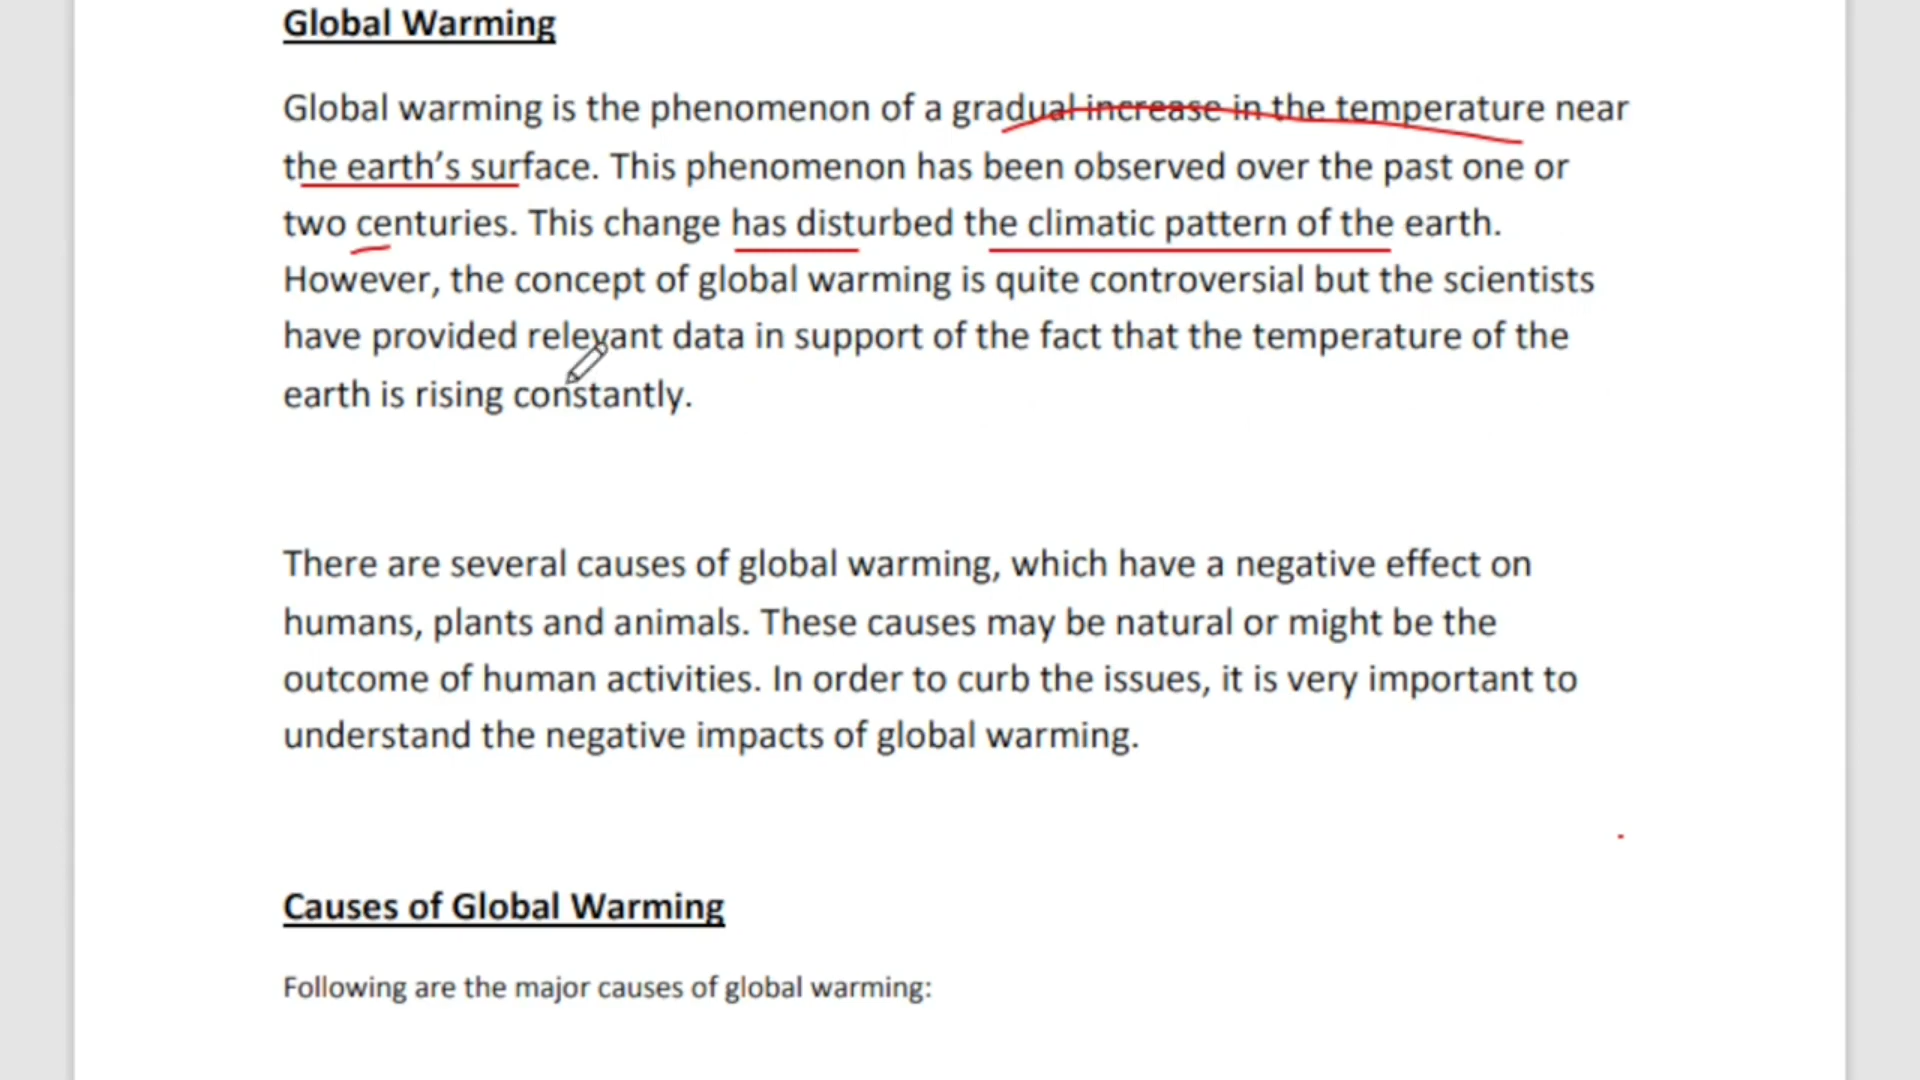 Global Warming
Global warming is the phenomenon of a gradual increase in the temperature near
the earth’s surface. This phenomenon has been observed over the past one or
two centuries. This change has disturbed the climatic pattern of the earth.
However, the concept of global warming is quite controversial but the scientists
have provided relevant data in support of the fact that the temperature of the
earth is rising constantly.
There are several causes of global warming, which have a negative effect on
humans, plants and animals. These causes may be natural or might be the
outcome of human activities. In order to curb the issues, it is very important to
understand the negative impacts of global warming.
Causes of Global Warming
Following are the major causes of global warming: